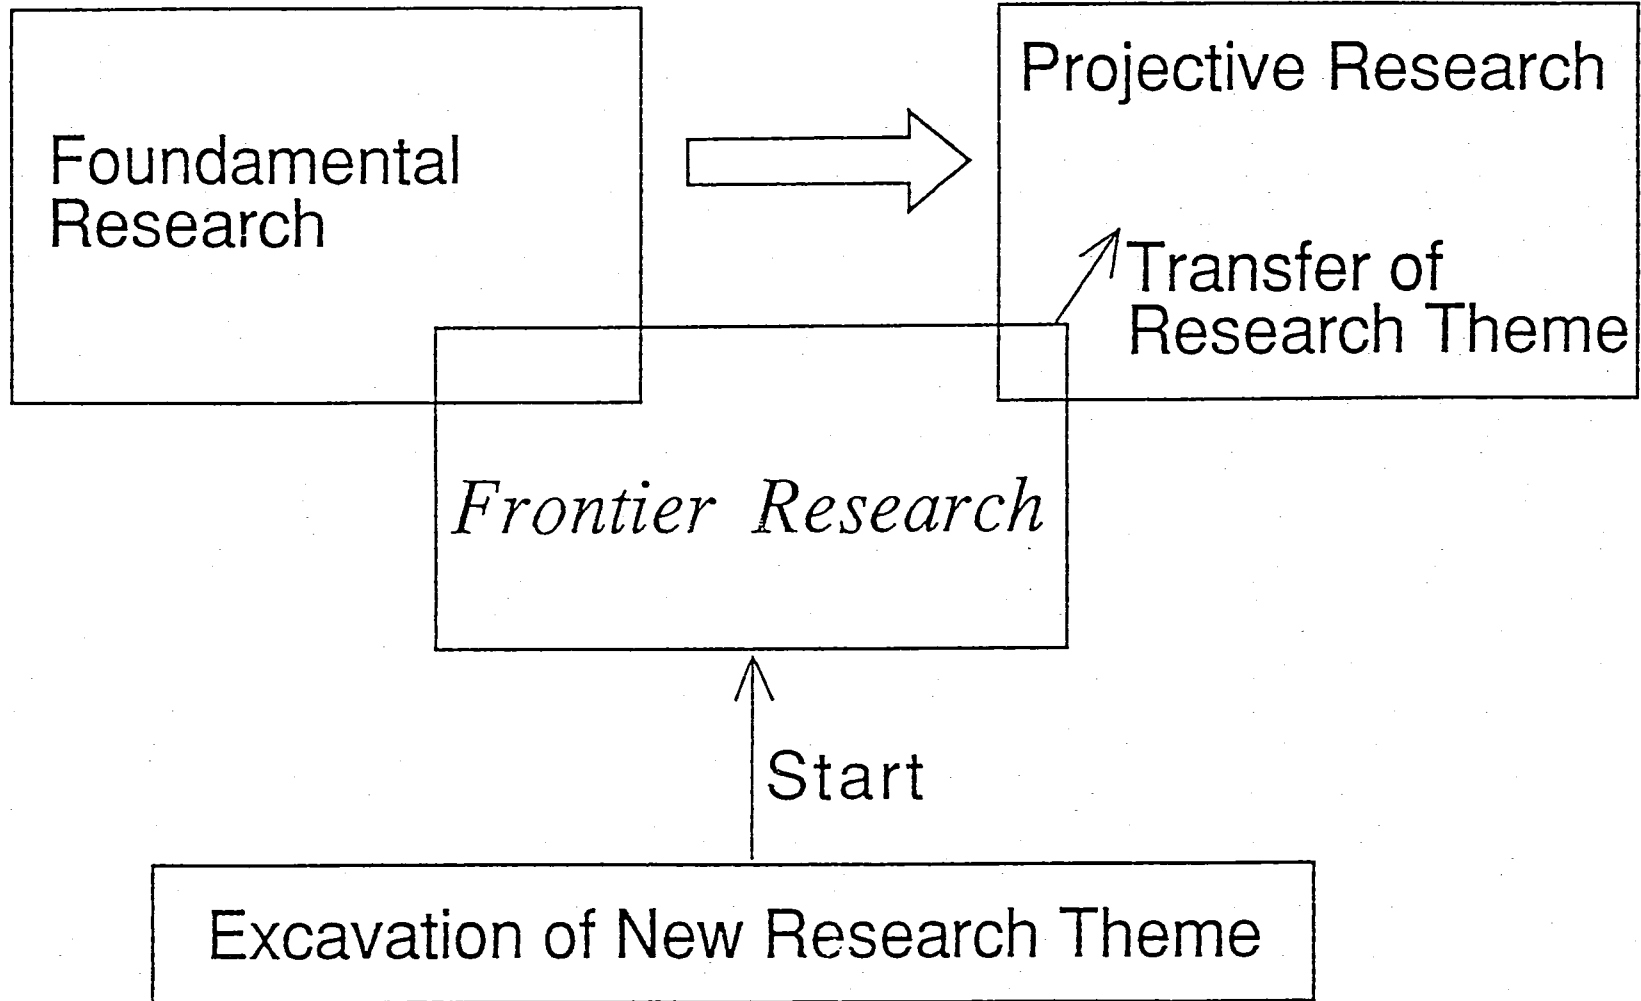 Foundamental
Research
Projective Research
Transfer of
Research Theme
Frontier Research
Start
Excavation of New Research Theme